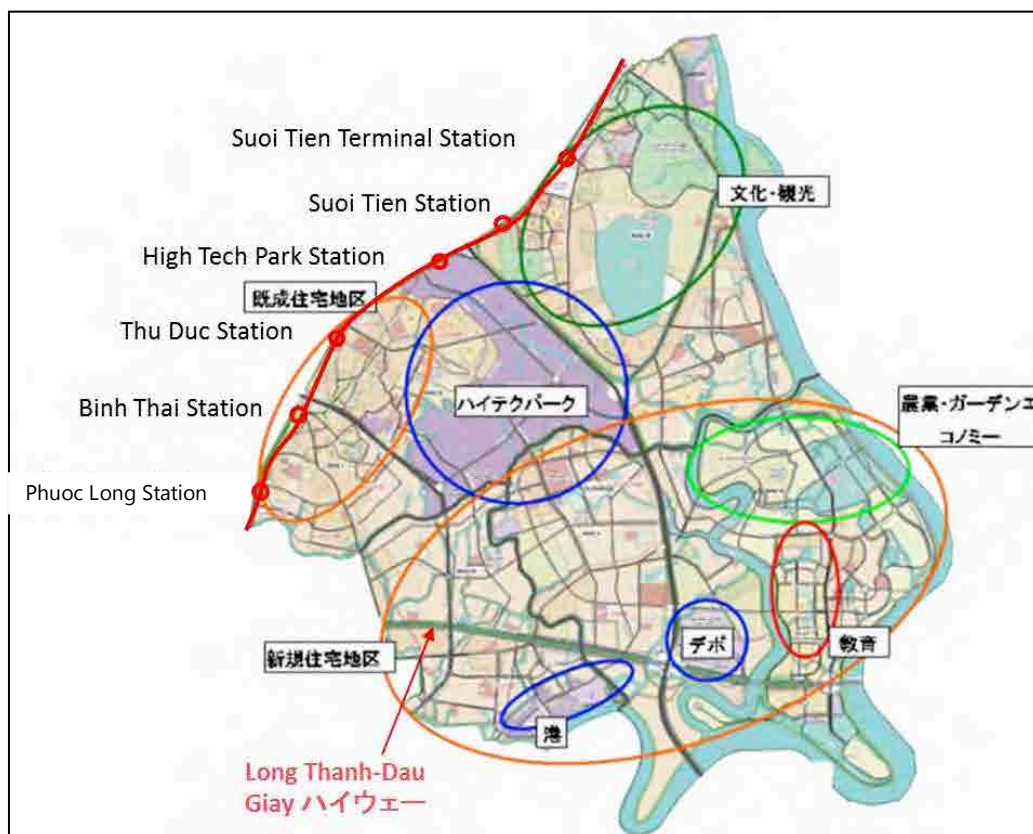 Suoi Tien Terminal Station
文化・観光
Suoi Tien Station
High Tech Park Station
既成住宅地区
Thu Duc Station
ハイテクパーク
Binh Thai Station
農業・ガーデンエ
コノミー
Phuoc Long Station
新規住宅地区
デポ
教育
港
Long Thanh-Dau
Giay ハイウェー